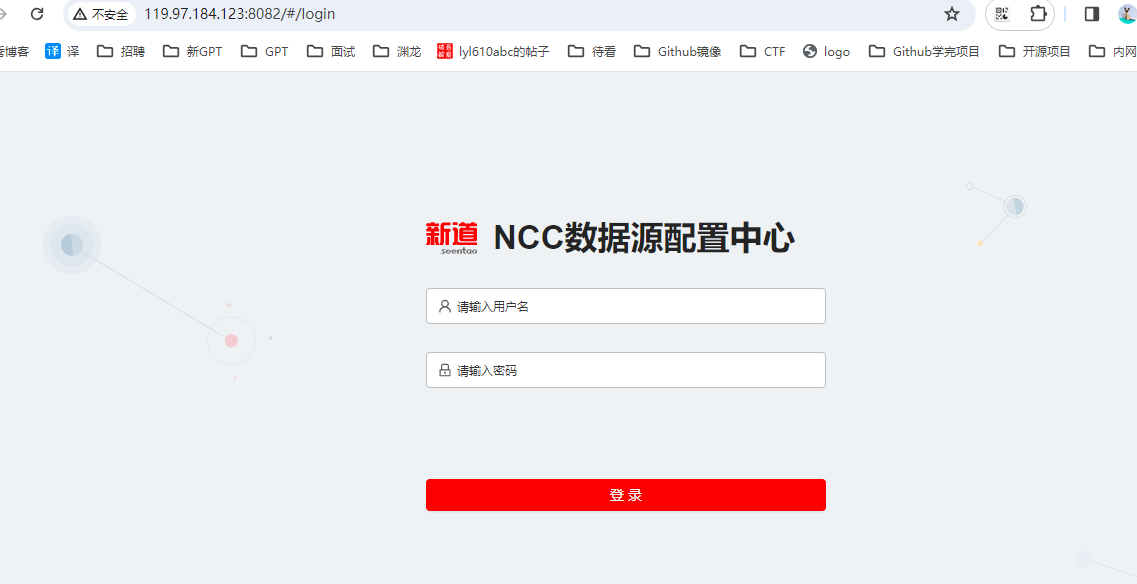 不安全 119.97.184.123:8082/#/login
博客 译 译 招聘 新GPT GPT 面试 渊龙 lyl610abc的帖子 待看 Github镜像 CTF logo Github学完项目 开源项目 内网
新道 NCC数据源配置中心
seentao
请输入用户名
请输入密码
登 录